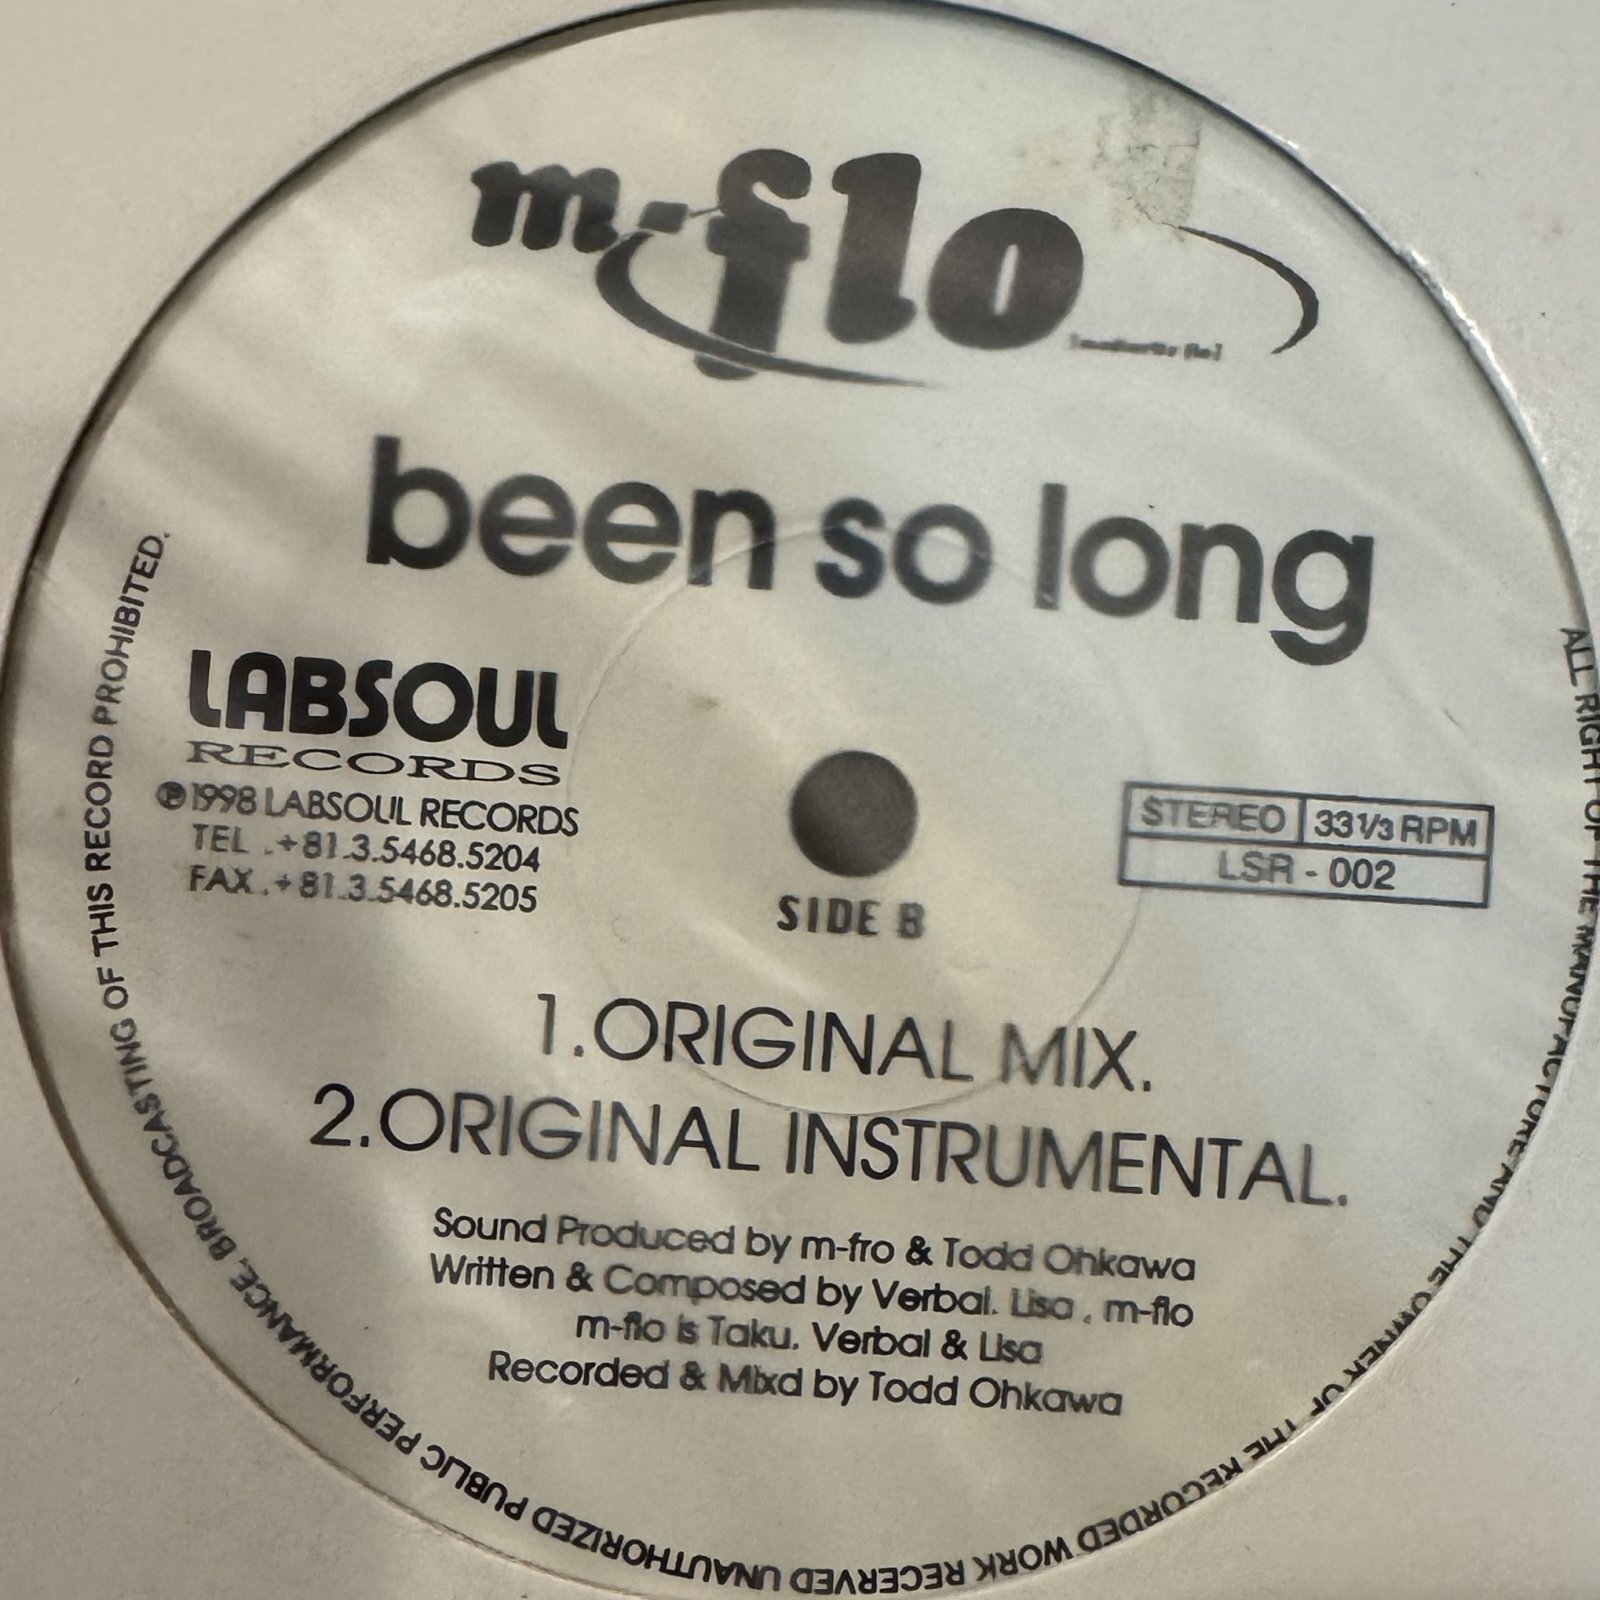 m-flo
been so long
LABSOUL
RECORDS
℗1998 LABSOUL RECORDS
TEL .+81.3.5468.5204
FAX.+81.3.5468.5205
STEREO 33 1/3 RPM
LSR - 002
SIDE B
1.ORIGINAL MIX.
2.ORIGINAL INSTRUMENTAL.
Sound Produced by m-fro & Todd Ohkawa
Written & Composed by Verbal. Lisa , m-flo
m-flo is Taku. Verbal & Lisa
Recorded & Mixd by Todd Ohkawa
ALL RIGHT OF THE MANUFACTURE AND THE OWNER OF THE RECORDED WORK RECERVED UNAUTHORIZED PUBLIC PERFORMANCE. BROADCASTING OF THIS RECORD PROHIBITED.